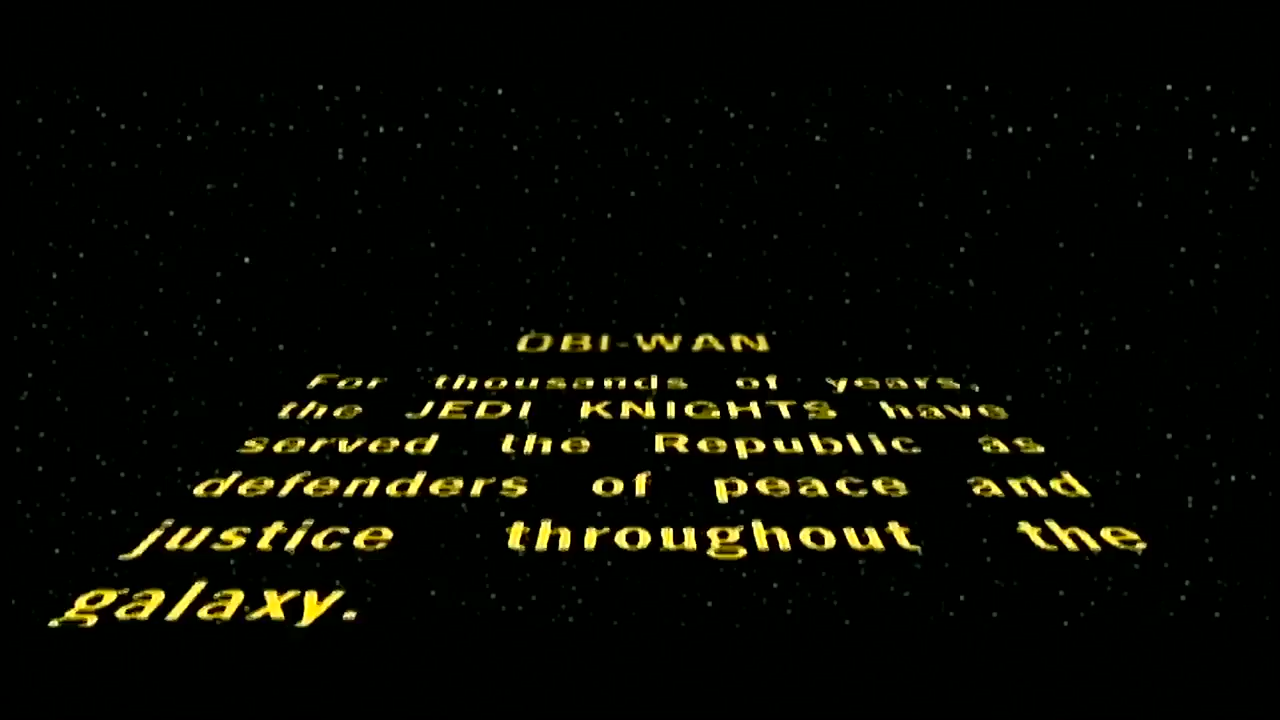 OBI-WAN
For thousands of years,
the JEDI KNIGHTS have
served the Republic as
defenders of peace and
justice throughout the
galaxy.